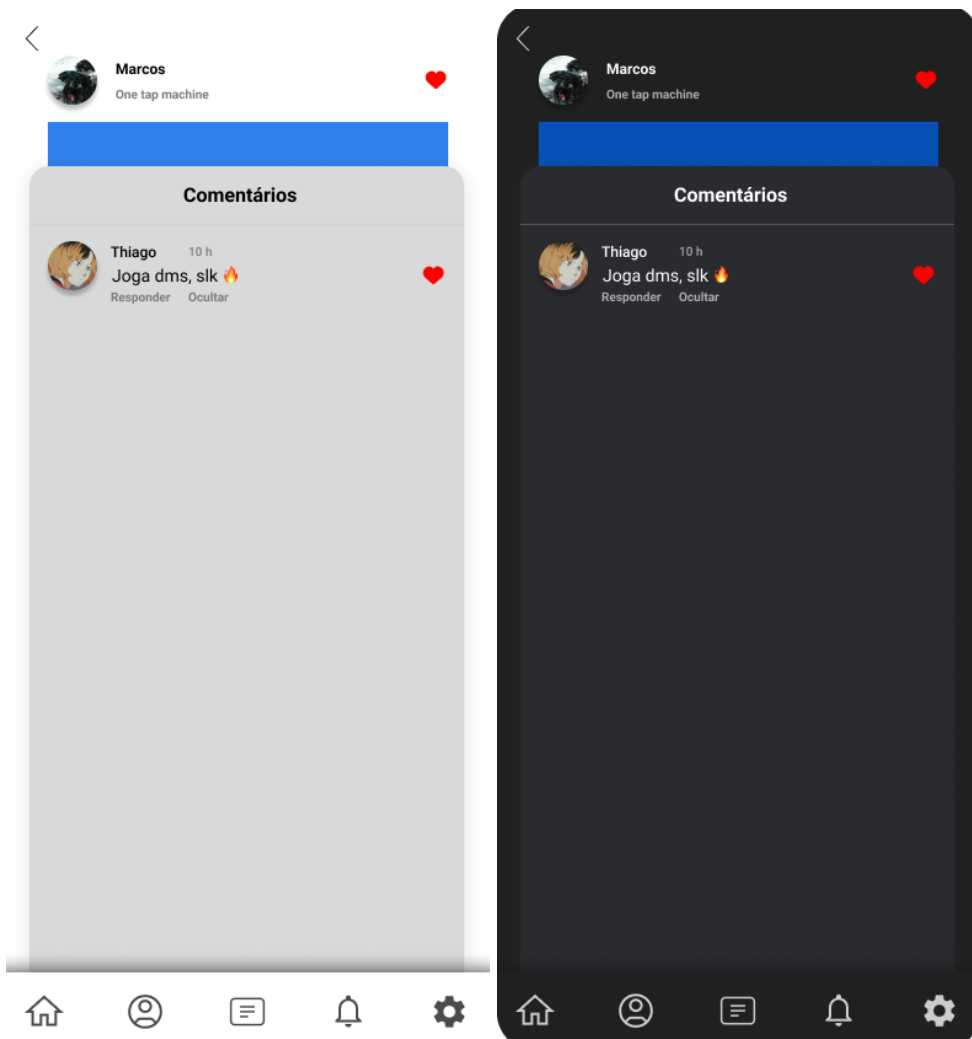 Marcos
One tap machine
Comentários
Thiago 10 h
Joga dms, slk 🔥
Responder Ocultar
Marcos
One tap machine
Comentários
Thiago 10 h
Joga dms, slk 🔥
Responder Ocultar